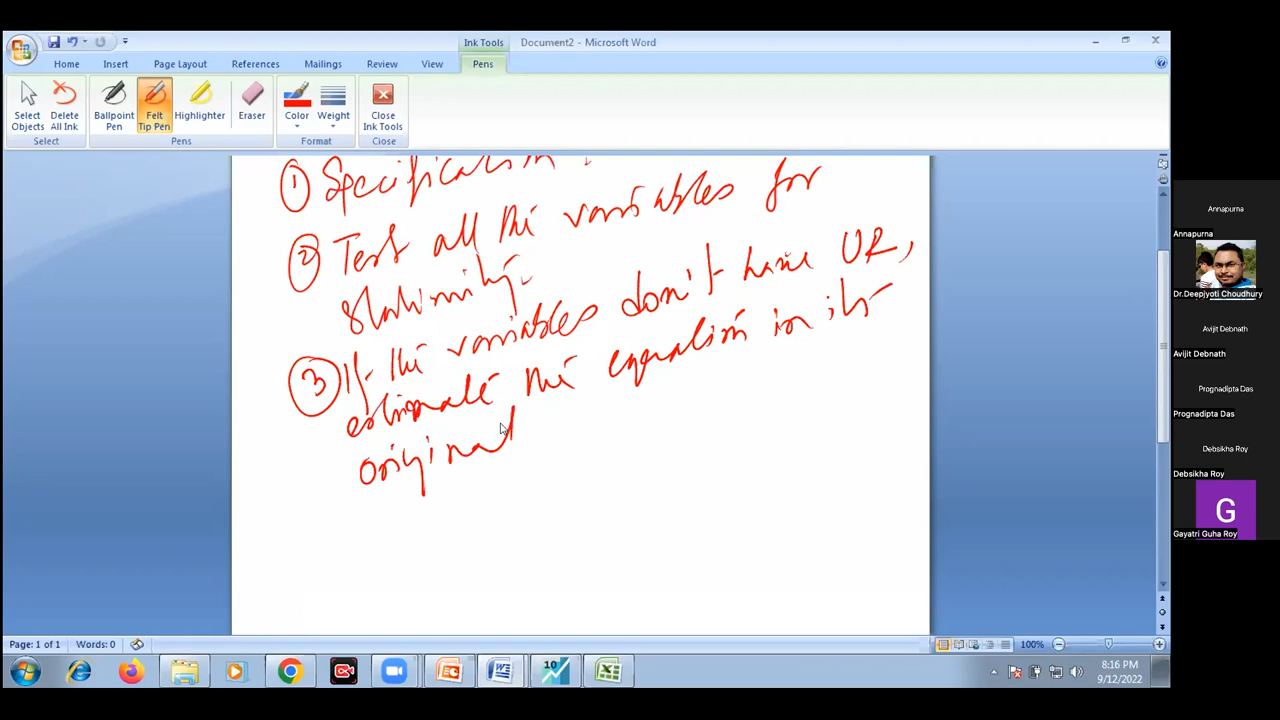 Ink Tools
Document2 - Microsoft Word
Home
Insert
Page Layout
References
Mailings
Review
View
Pens
Select Objects
Delete All Ink
Ballpoint Pen
Felt Tip Pen
Highlighter
Eraser
Color
Weight
Close Ink Tools
Select
Pens
Format
Close
① Specification :
② Test all the variables for
stationarity.
③ If the variables don't have UR,
estimate the equation in its
original
Annapurna
Annapurna
Dr.Deepjyoti Choudhury
Avijit Debnath
Avijit Debnath
Prognadipta Das
Prognadipta Das
Debsikha Roy
Debsikha Roy
G
Gayatri Guha Roy
Page: 1 of 1
Words: 0
100%
10
8:16 PM
9/12/2022